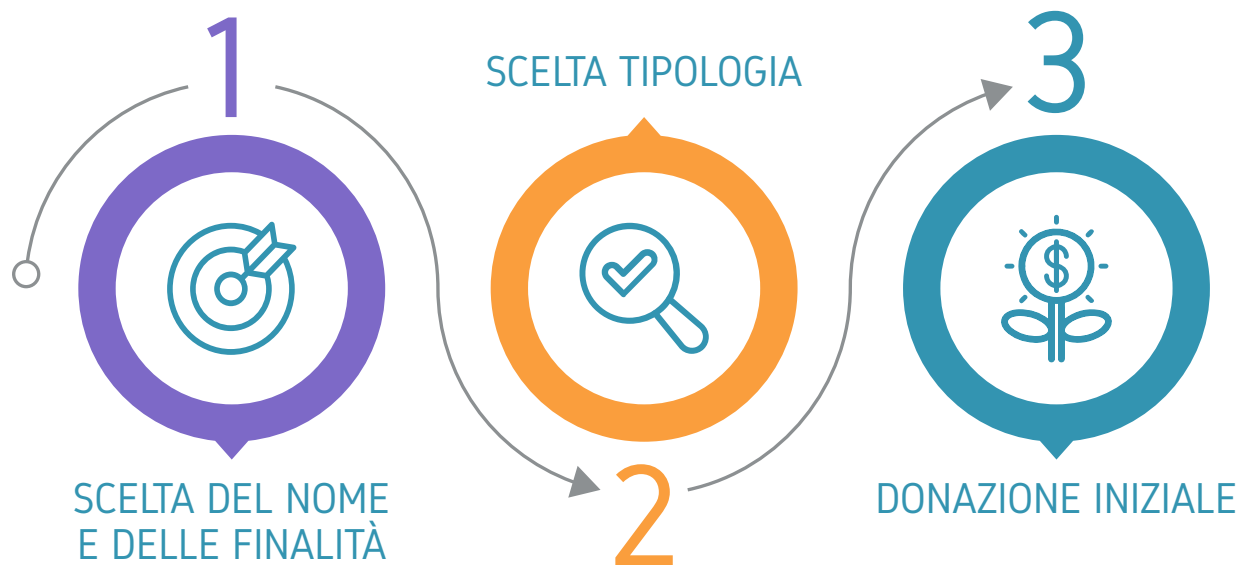 1
SCELTA DEL NOME
E DELLE FINALITÀ
SCELTA TIPOLOGIA
2
3
$
DONAZIONE INIZIALE